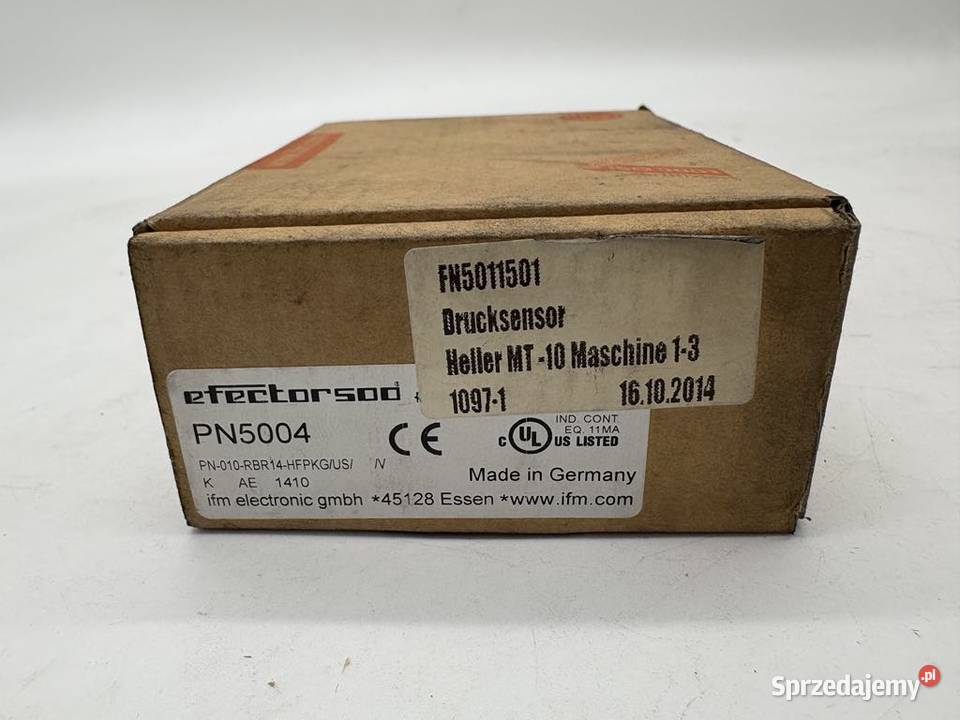 FN5011501
Drucksensor
Heller MT -10 Maschine 1-3
1097-1 16.10.2014
efector500
PN5004
CE
C UL US LISTED
IND CONT
EQ. 11MA
PN-010-RBR14-HFPKG/US/ /V
K AE 1410
Made in Germany
ifm electronic gmbh *45128 Essen *www.ifm.com
Sprzedajemy.pl